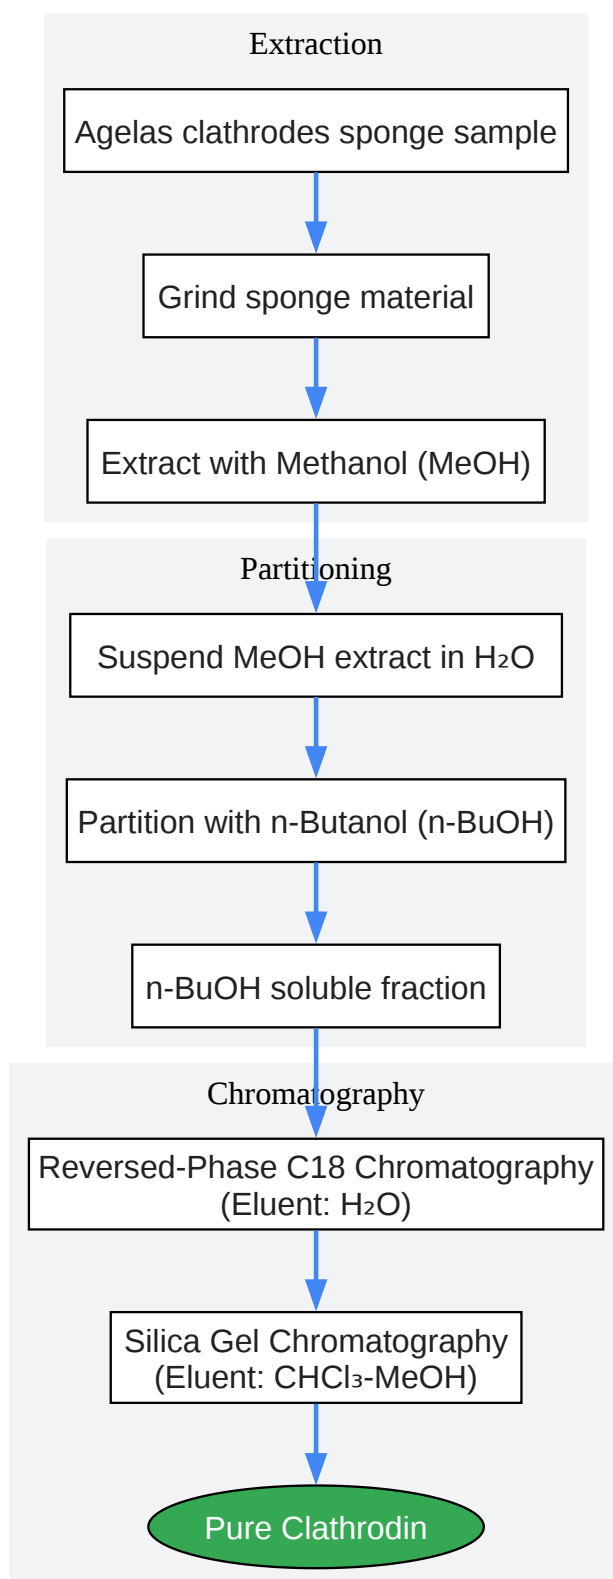 Extraction
Agelas clathrodes sponge sample
Grind sponge material
Extract with Methanol (MeOH)
Partitioning
Suspend MeOH extract in H₂O
Partition with n-Butanol (n-BuOH)
n-BuOH soluble fraction
Chromatography
Reversed-Phase C18 Chromatography
(Eluent: H₂O)
Silica Gel Chromatography
(Eluent: CHCl₃-MeOH)
Pure Clathrodin